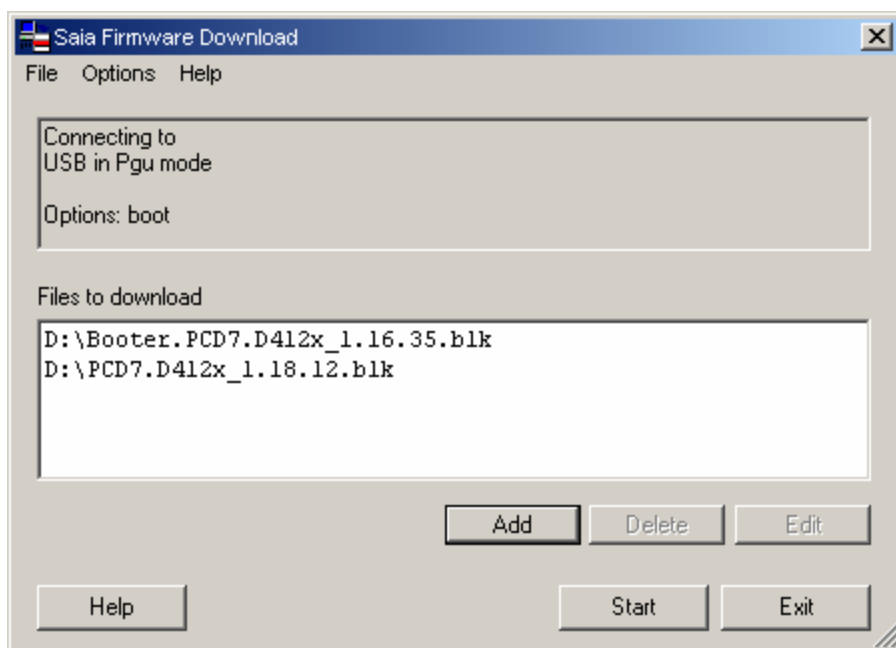 Saia Firmware Download
File Options Help
Connecting to
USB in Pgu mode
Options: boot
Files to download
D:\Booter.PCD7.D412x_1.16.35.blk
D:\PCD7.D412x_1.18.12.blk
Add Delete Edit
Help Start Exit